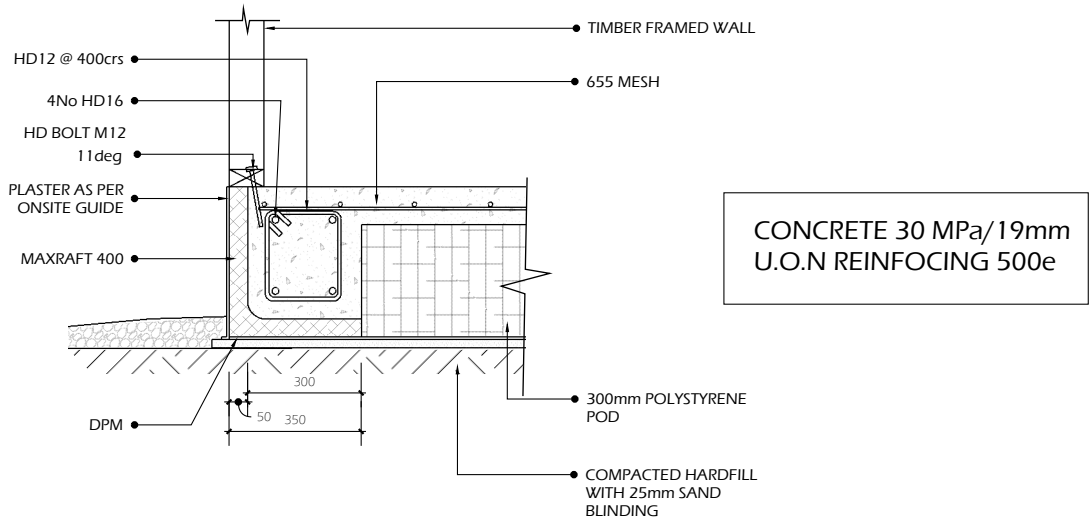 TIMBER FRAMED WALL
HD12 @ 400crs
655 MESH
4No HD16
HD BOLT M12
11deg
PLASTER AS PER
ONSITE GUIDE
MAXRAFT 400
CONCRETE 30 MPa/19mm
U.O.N REINFOCING 500e
300
50
350
DPM
300mm POLYSTYRENE
POD
COMPACTED HARDFILL
WITH 25mm SAND
BLINDING